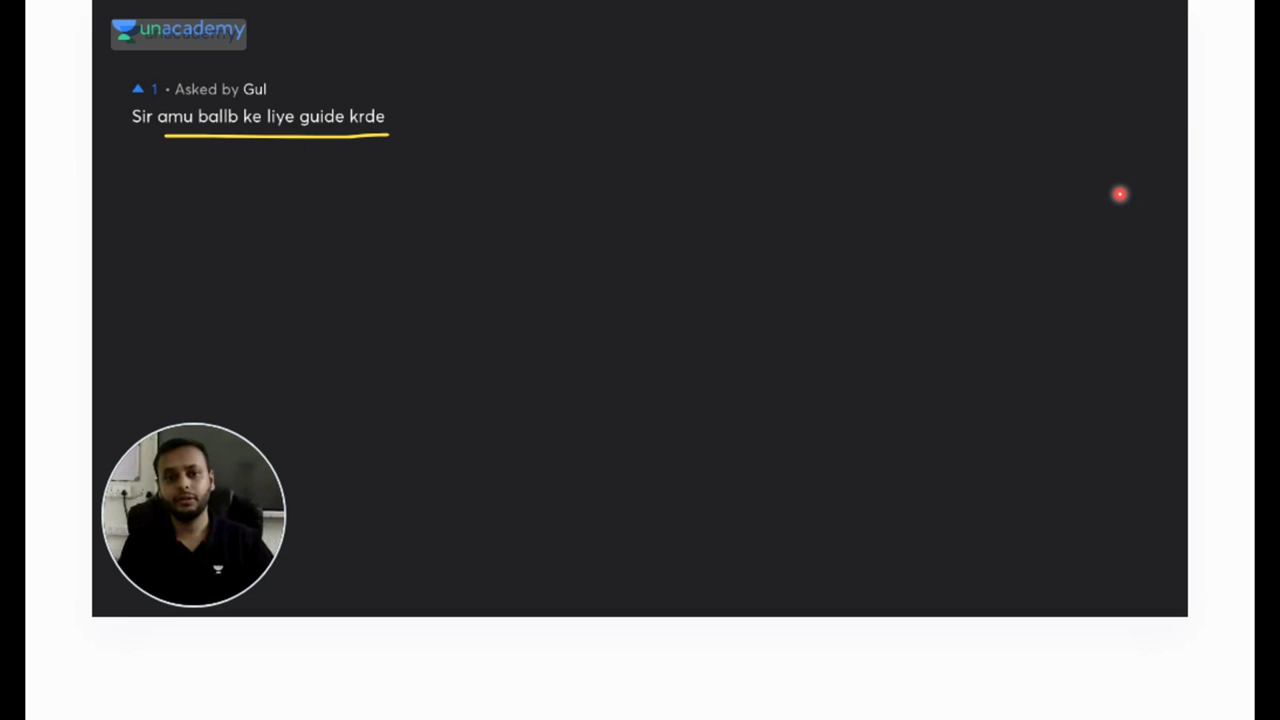 unacademy
▲ 1 • Asked by Gul
Sir amu ballb ke liye guide krde